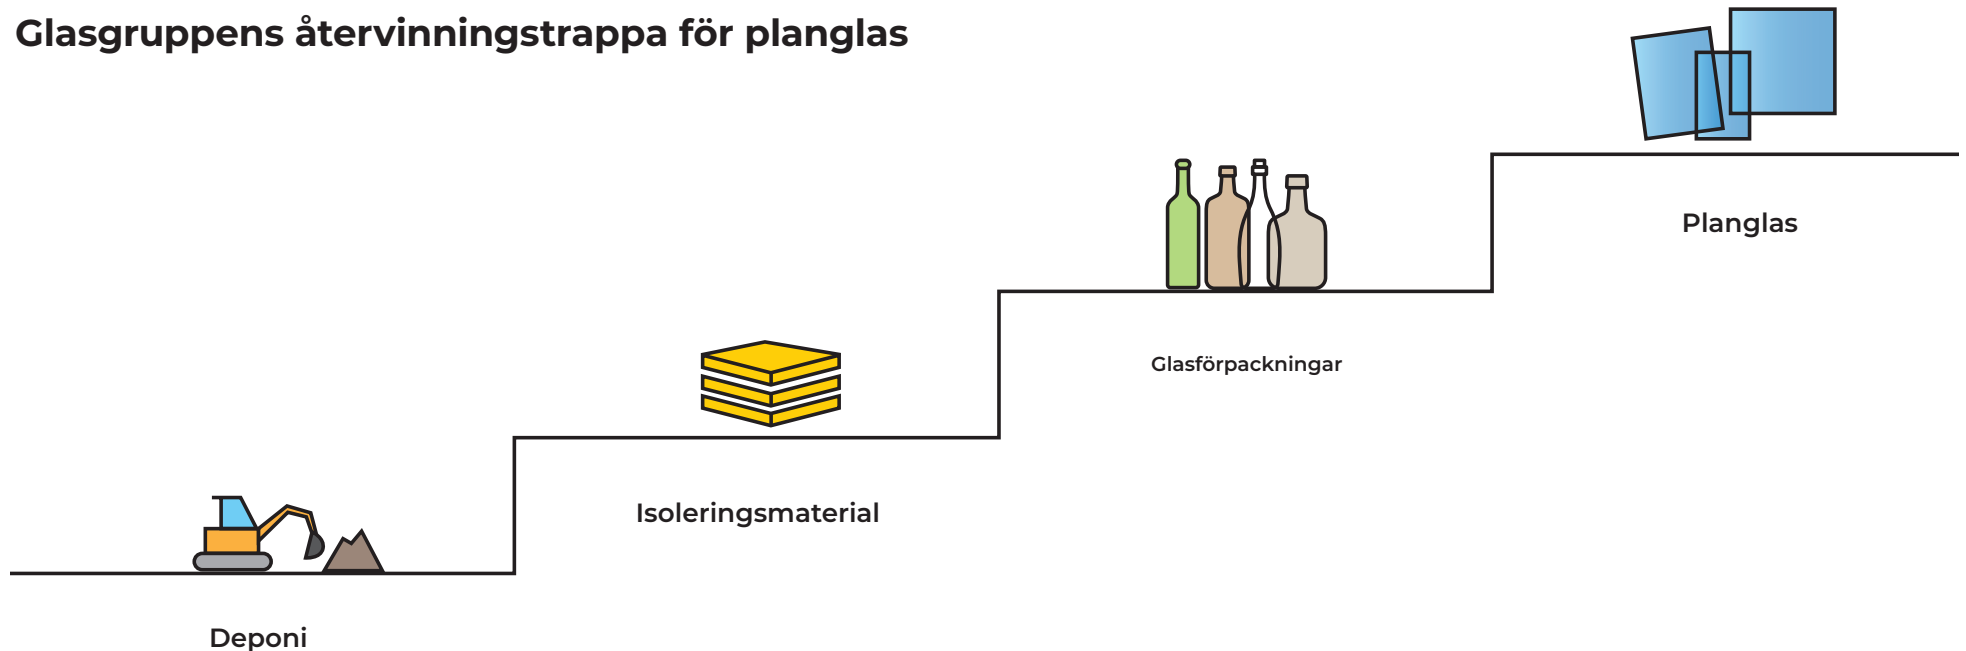 Glasgruppens återvinningstrappa för planglas
Planglas
Glasförpackningar
Isoleringsmaterial
Deponi